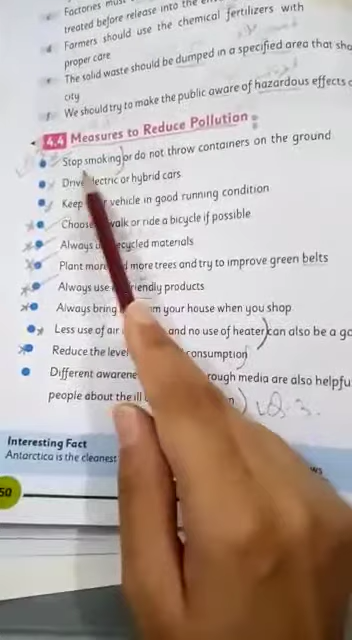 Factories must
treated before release into the
Farmers should use the chemical fertilizers with
proper care
The solid waste should be dumped in a specified area that
city
We should try to make the public aware of hazardous effects
4.4 Measures to Reduce Pollution
Stop smoking or do not throw containers on the ground
Drive electric or hybrid cars
Keep vehicle in good running condition
Choose walk or ride a bicycle if possible
Always recycled materials
Plant more more trees and try to improve green belts
Always use friendly products
Always bring your house when you shop
Less use of air and no use of heater can also be a
Reduce the level consumption
Different through media are also
people about the ill
Interesting Fact
Antarctica is the cleanest
50